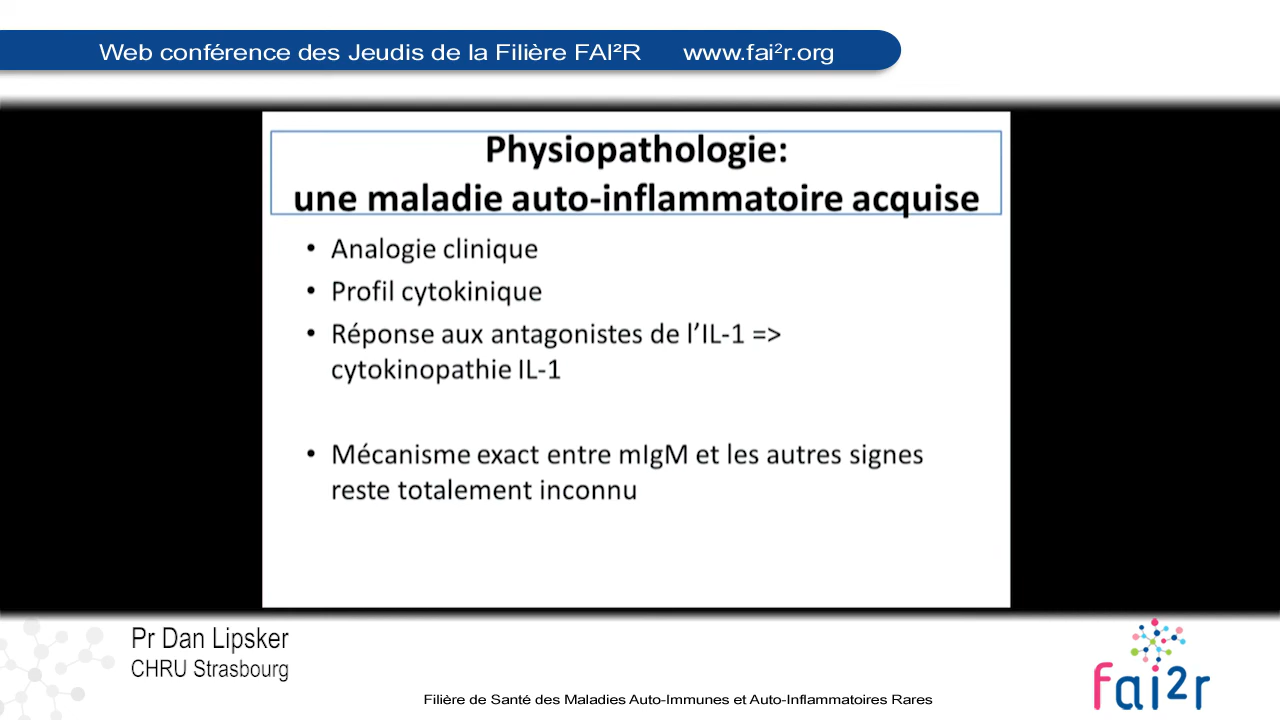 Web conférence des Jeudis de la Filière FAI²R www.fai²r.org
Physiopathologie:
une maladie auto-inflammatoire acquise
• Analogie clinique
• Profil cytokinique
• Réponse aux antagonistes de l’IL-1 =>
cytokinopathie IL-1
• Mécanisme exact entre mIgM et les autres signes
reste totalement inconnu
Pr Dan Lipsker
CHRU Strasbourg
fai2r
Filière de Santé des Maladies Auto-Immunes et Auto-Inflammatoires Rares